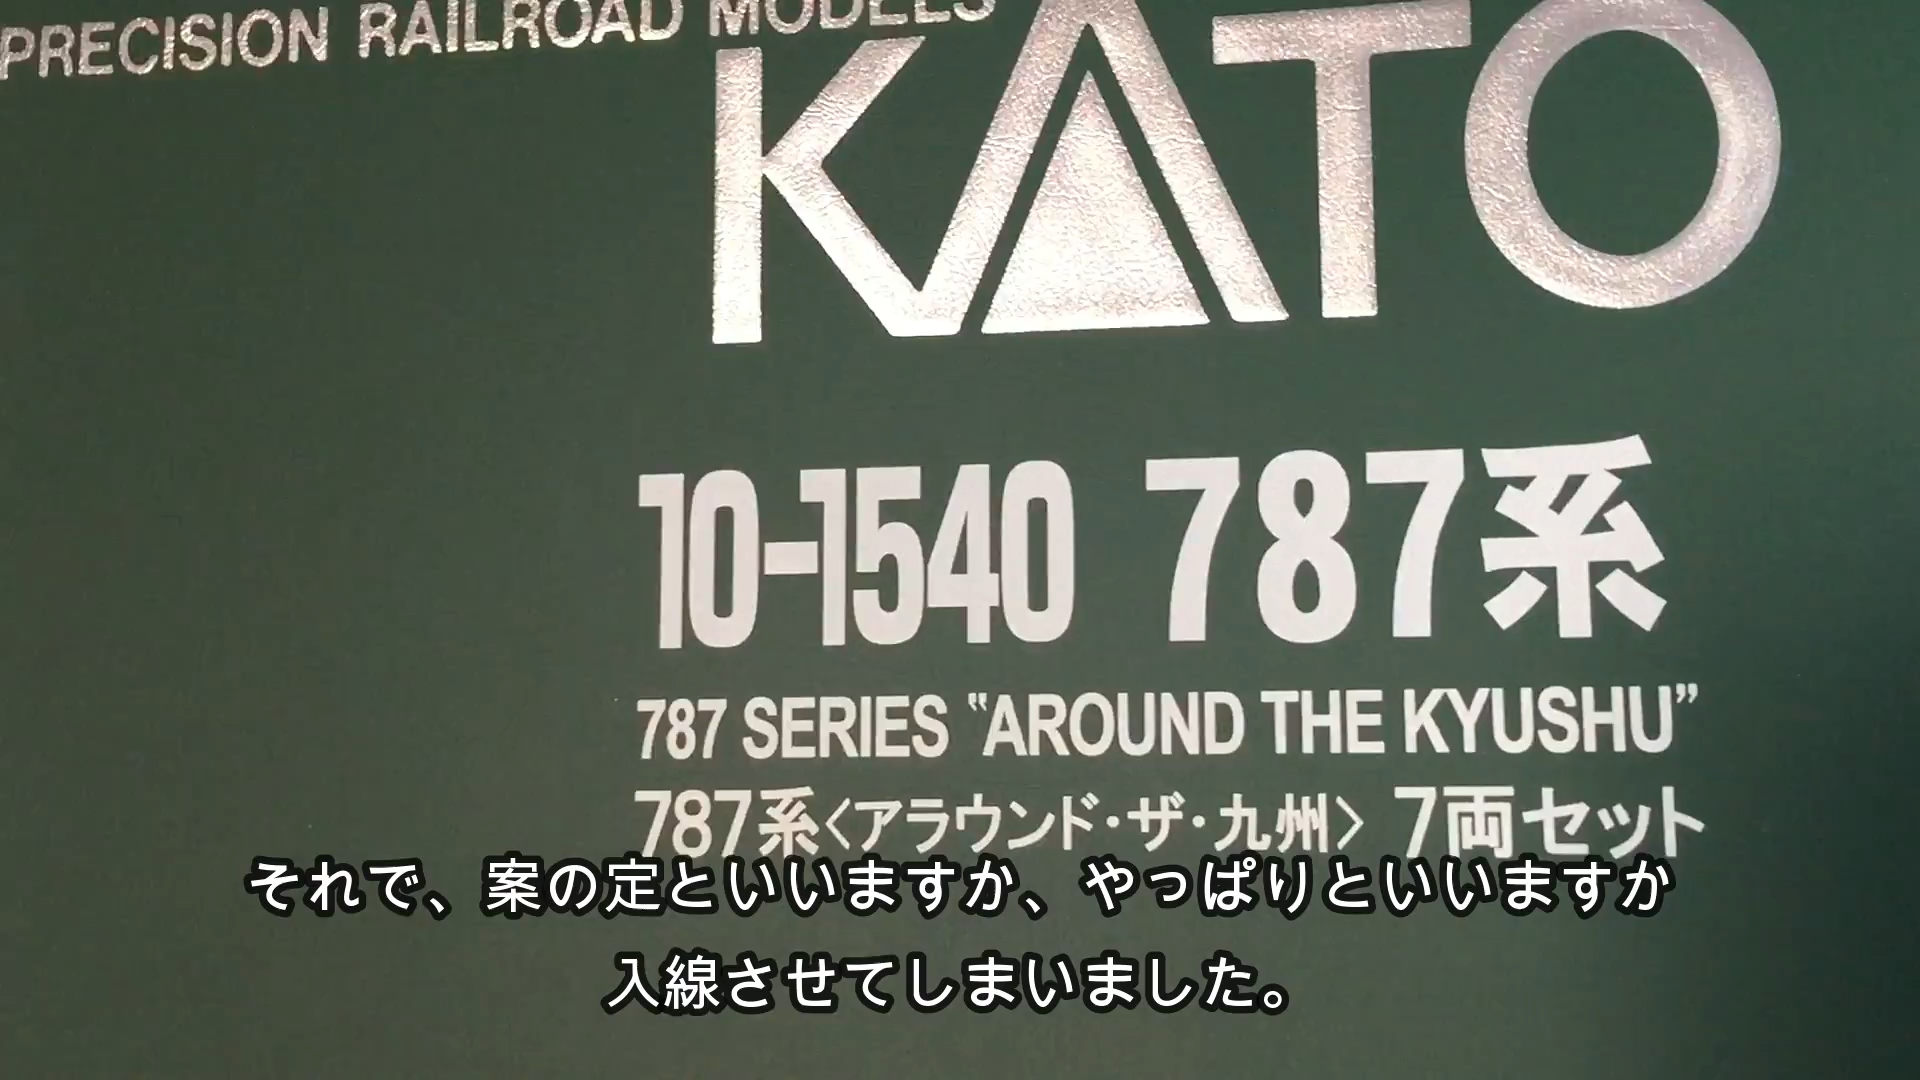 PRECISION RAILROAD MODELS
KATO
10-1540 787系
787 SERIES “AROUND THE KYUSHU”
787系〈アラウンド・ザ・九州〉 7両セット
それで、案の定といいますか、やっぱりといいますか
入線させてしまいました。